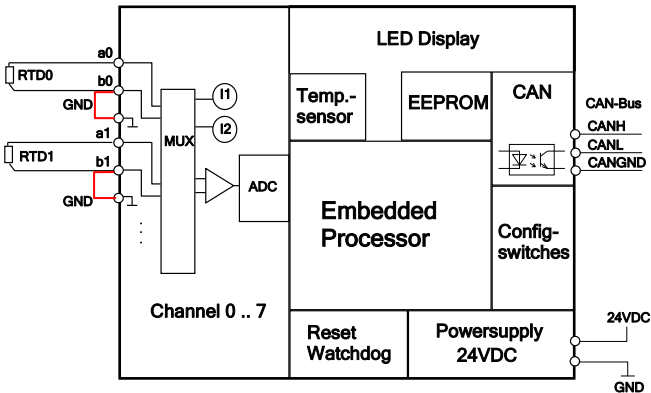 LED Display
a0
RTD0
b0
GND
a1
RTD1
b1
GND
I1
I2
MUX
ADC
Channel 0 .. 7
Temp.-
sensor
EEPROM
CAN
CAN-Bus
CANH
CANL
CANGND
Embedded
Processor
Config-
switches
Reset
Watchdog
Powersupply
24VDC
24VDC
GND